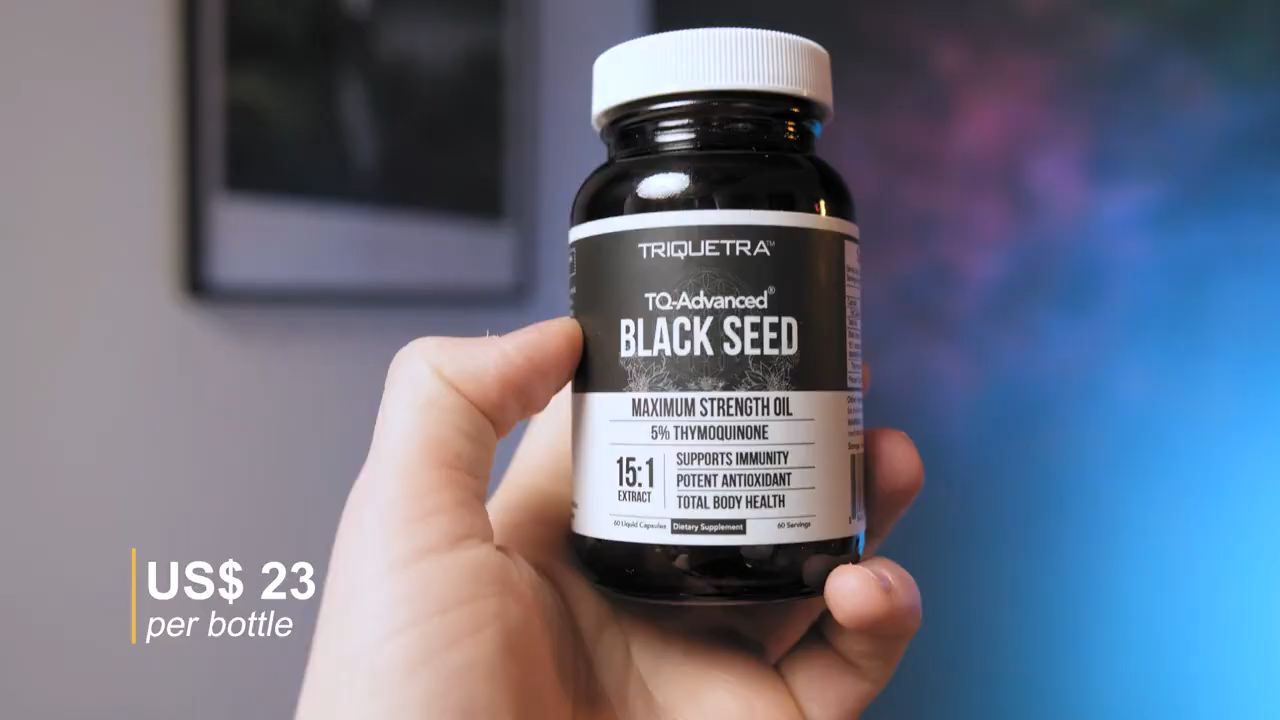 TRIQUETRA™
TQ-Advanced®
BLACK SEED
MAXIMUM STRENGTH OIL
5% THYMOQUINONE
15:1
EXTRACT
SUPPORTS IMMUNITY
POTENT ANTIOXIDANT
TOTAL BODY HEALTH
60 Liquid Capsules
Dietary Supplement
60 Servings
US$ 23
per bottle